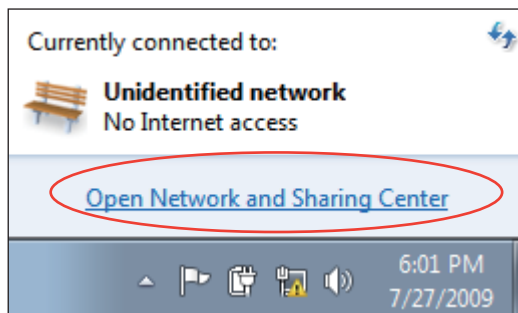 Currently connected to:
Unidentified network
No Internet access
Open Network and Sharing Center
6:01 PM
7/27/2009